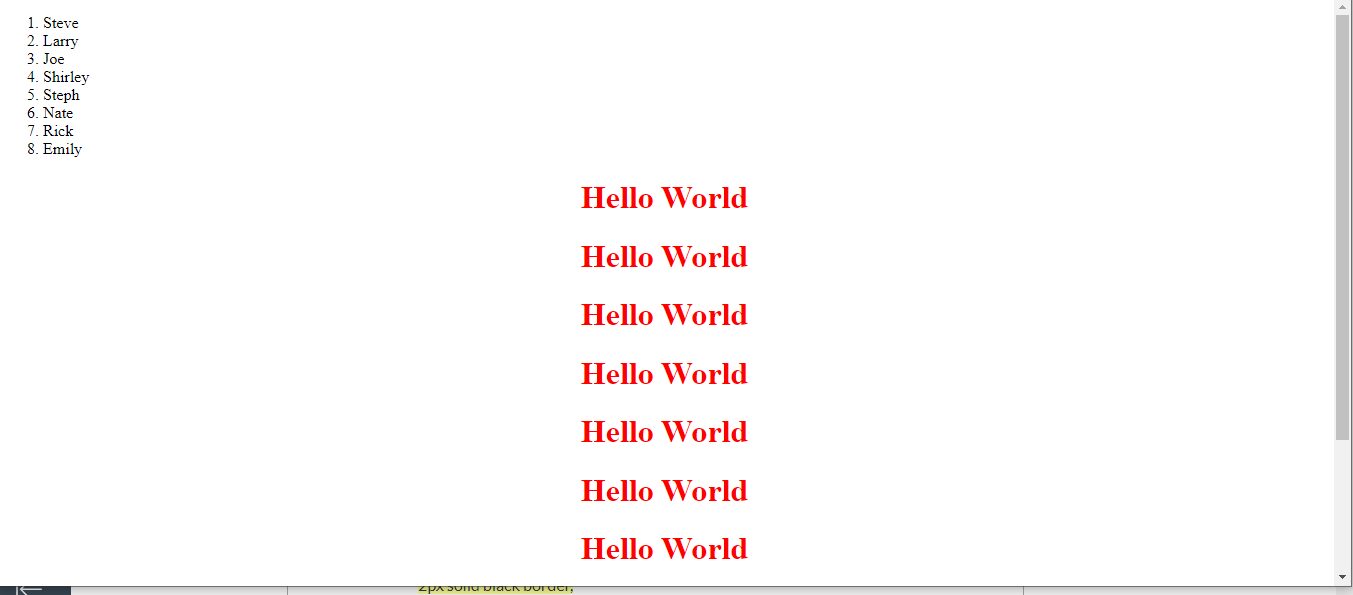 1. Steve
2. Larry
3. Joe
4. Shirley
5. Steph
6. Nate
7. Rick
8. Emily
Hello World
Hello World
Hello World
Hello World
Hello World
Hello World
Hello World
2px solid black border,